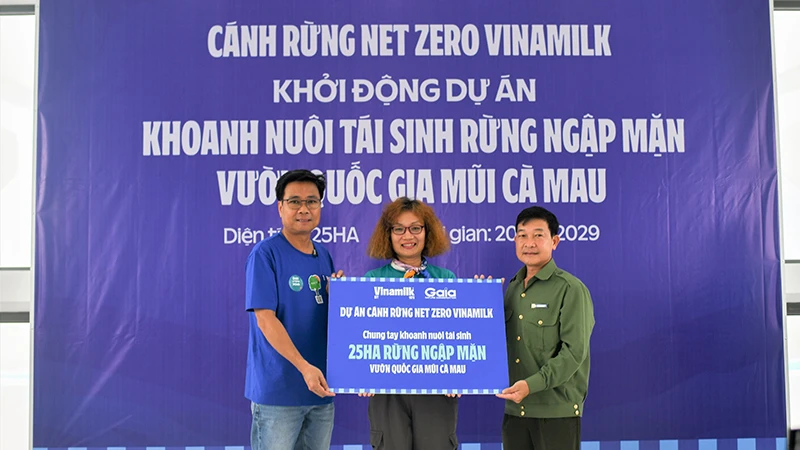 CÁNH RỪNG NET ZERO VINAMILK
KHỞI ĐỘNG DỰ ÁN
KHOANH NUÔI TÁI SINH RỪNG NGẬP MẶN
VƯỜN QUỐC GIA MŨI CÀ MAU
Diện 25HA gian: 2029
Vinamilk Gaia
DỰ ÁN CÁNH RỪNG NET ZERO VINAMILK
Chung tay khoanh nuôi tái sinh
25HA RỪNG NGẬP MẶN
VƯỜN QUỐC GIA MŨI CÀ MAU